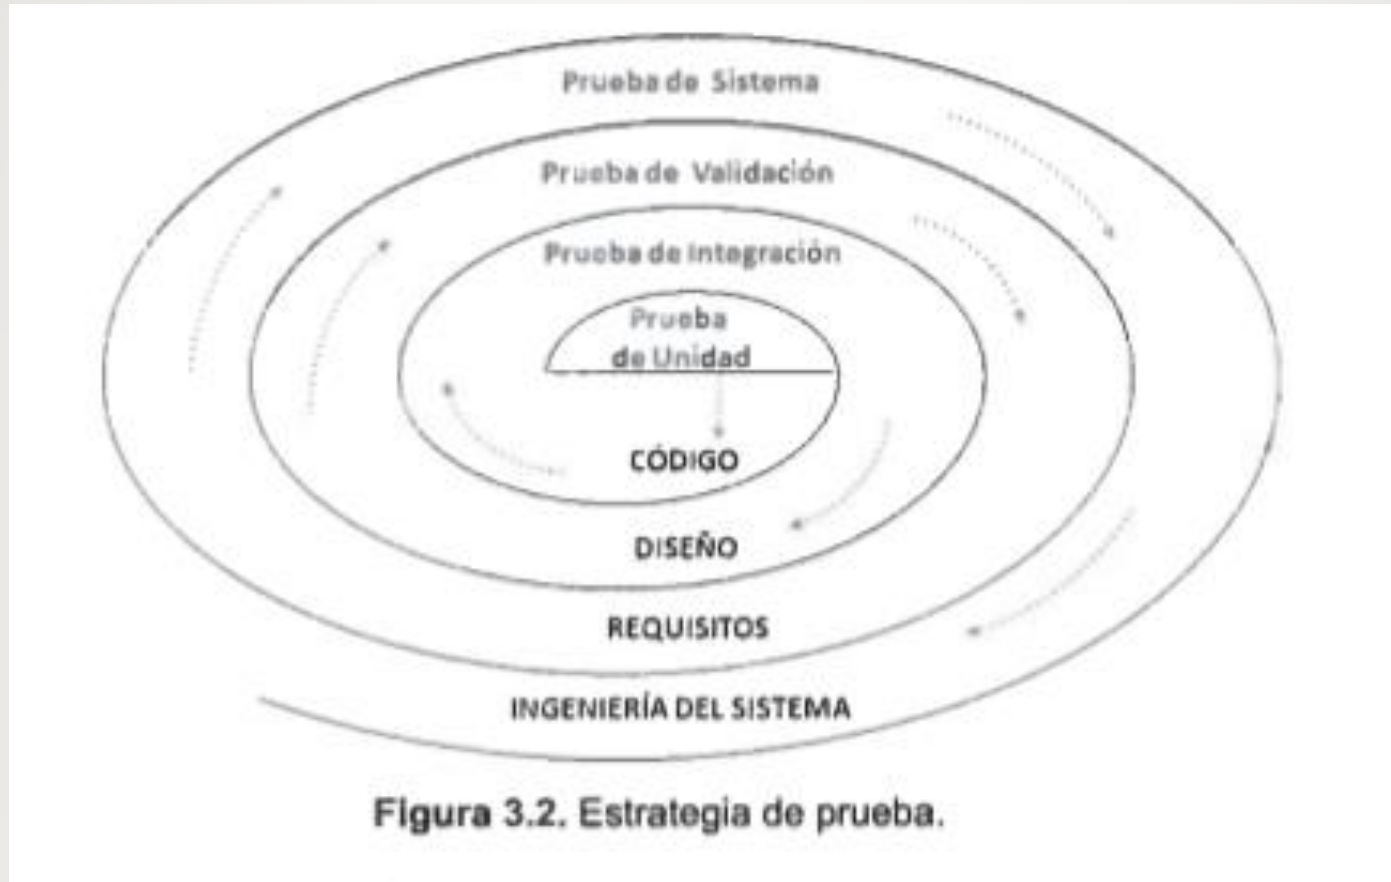 Prueba de Sistema
Prueba de Validación
Prueba de Integración
Prueba
de Unidad
CÓDIGO
DISEÑO
REQUISITOS
INGENIERÍA DEL SISTEMA
Figura 3.2. Estrategia de prueba.